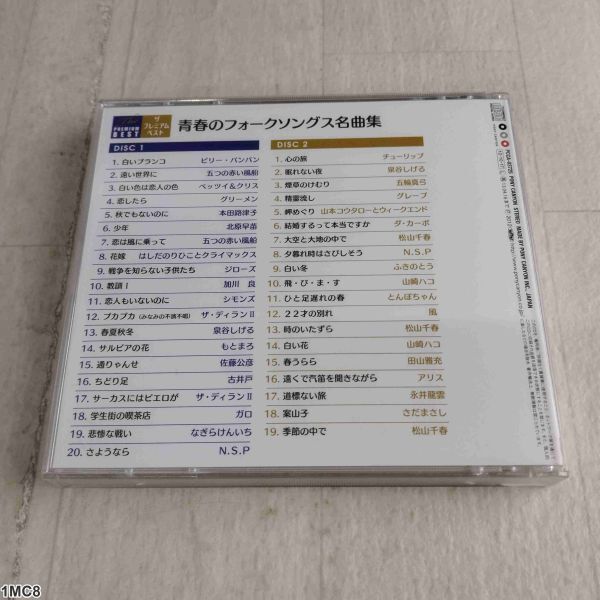 The PREMIUM BEST
ザ プレミアム ベスト
青春のフォークソングス名曲集
DISC 1
1. 白いブランコ ビリー・バンバン
2. 遠い世界に 五つの赤い風船
3. 白い色は恋人の色 ベッツイ&クリス
4. 恋したら グリーメン
5. 秋でもないのに 本田路津子
6. 少年 北原早苗
7. 恋は風に乗って 五つの赤い風船
8. 花嫁 はしだのりひことクライマックス
9. 戦争を知らない子供たち ジローズ
10. 教訓Ⅰ 加川 良
11. 恋人もいないのに シモンズ
12. プカプカ (みなみの不演不唱) ザ・ディランⅡ
13. 春夏秋冬 泉谷しげる
14. サルビアの花 もとまろ
15. 通りゃんせ 佐藤公彦
16. ちどり足 古井戸
17. サーカスにはピエロが ザ・ディランⅡ
18. 学生街の喫茶店 ガロ
19. 悲惨な戦い なぎらけんいち
20. さようなら N.S.P
DISC 2
1. 心の旅 チューリップ
2. 眠れない夜 泉谷しげる
3. 煙草のけむり 五輪真弓
4. 精霊流し グレープ
5. 岬めぐり 山本コウタローとウィークエンド
6. 結婚するって本当ですか ダ・カーポ
7. 大空と大地の中で 松山千春
8. 夕暮れ時はさびしそう N.S.P
9. 白い冬 ふきのとう
10. 飛・び・ま・す 山崎ハコ
11. ひと足遅れの春 とんぼちゃん
12. 22才の別れ 風
13. 時のいたずら 松山千春
14. 白い花 山崎ハコ
15. 春うらら 田山雅充
16. 遠くで汽笛を聞きながら アリス
17. 道標ない旅 永井龍雲
18. 案山子 さだまさし
19. 季節の中で 松山千春
1MC8